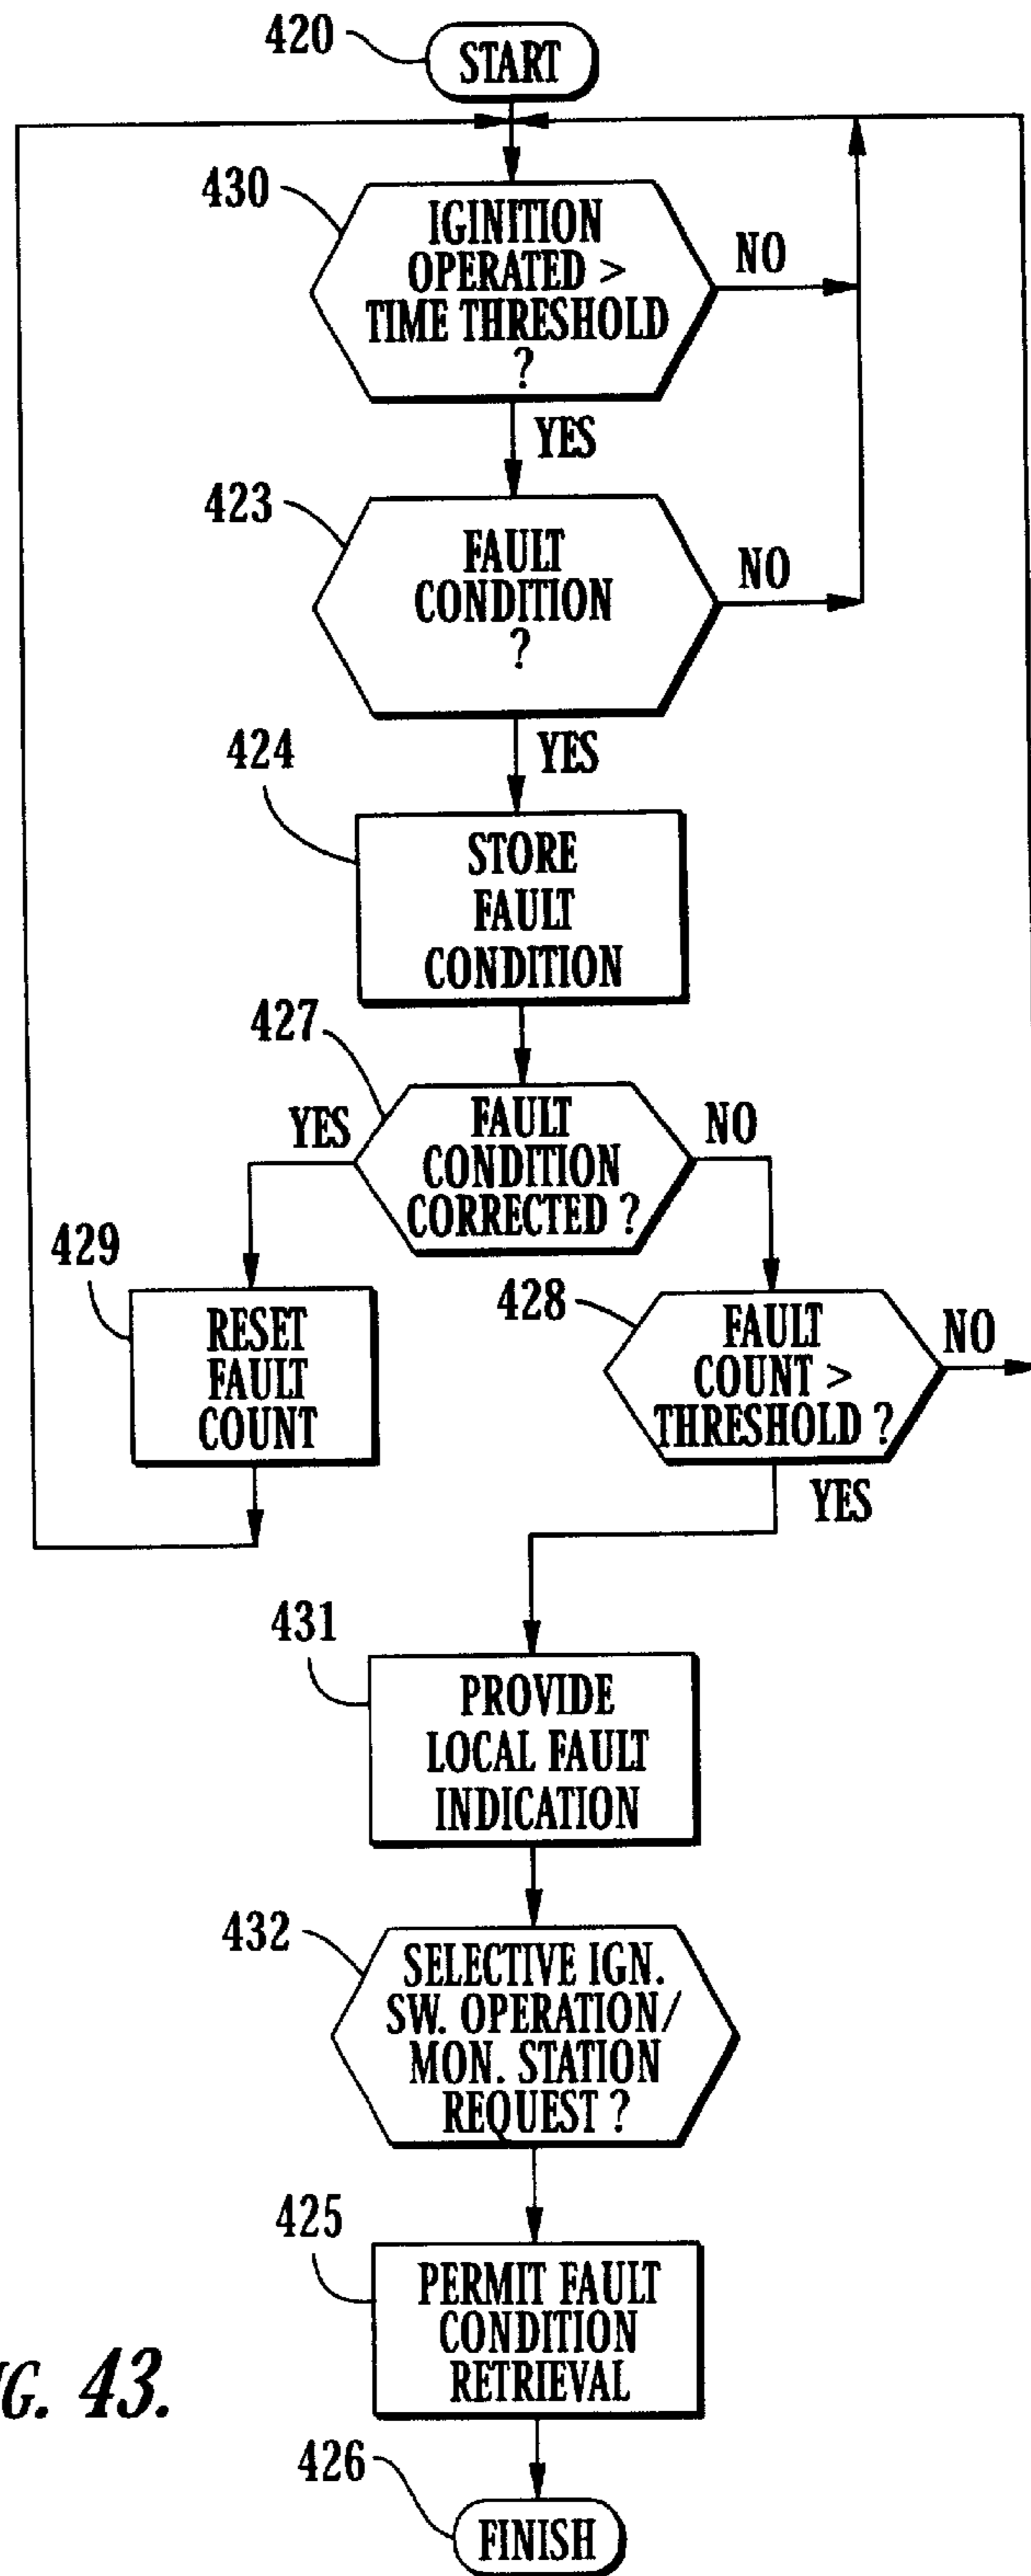 420
START
430
IGINITION
OPERATED >
TIME THRESHOLD
?
NO
YES
423
FAULT
CONDITION
?
NO
YES
424
STORE
FAULT
CONDITION
427
YES
FAULT
CONDITION
CORRECTED ?
NO
429
RESET
FAULT
COUNT
428
FAULT
COUNT >
THRESHOLD ?
NO
YES
431
PROVIDE
LOCAL FAULT
INDICATION
432
SELECTIVE IGN.
SW. OPERATION/
MON. STATION
REQUEST ?
425
PERMIT FAULT
CONDITION
RETRIEVAL
G. 43.
426
FINISH